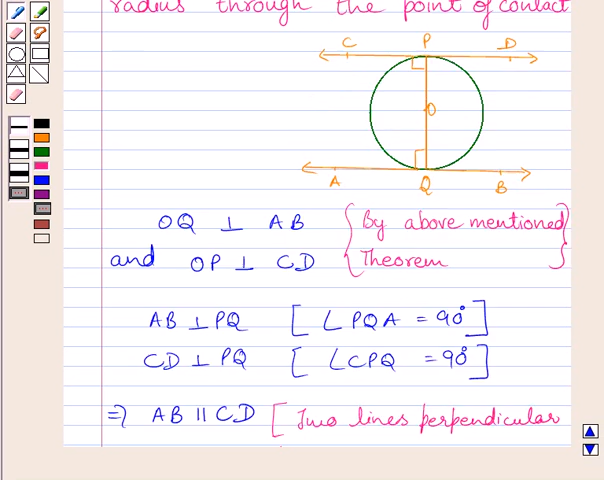 radius through the point of contact
C P D
O
A Q B
OQ ⊥ AB { By above mentioned
and OP ⊥ CD { Theorem }
AB ⊥ PQ [ ∠PQA = 90° ]
CD ⊥ PQ [ ∠CPQ = 90° ]
⇒ AB || CD [ Two lines perpendicular